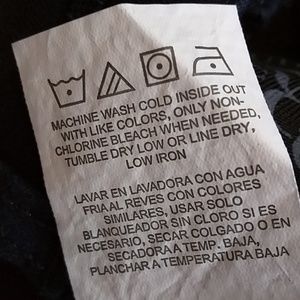 MACHINE WASH COLD INSIDE OUT
WITH LIKE COLORS, ONLY NON-
CHLORINE BLEACH WHEN NEEDED,
TUMBLE DRY LOW OR LINE DRY,
LOW IRON
LAVAR EN LAVADORA CON AGUA
FRIA AL REVES CON COLORES
SIMILARES, USAR SOLO
BLANQUEADOR SIN CLORO SI ES
NECESARIO, SECAR COLGADO O EN
SECADORA A TEMP. BAJA,
PLANCHAR A TEMPERATURA BAJA